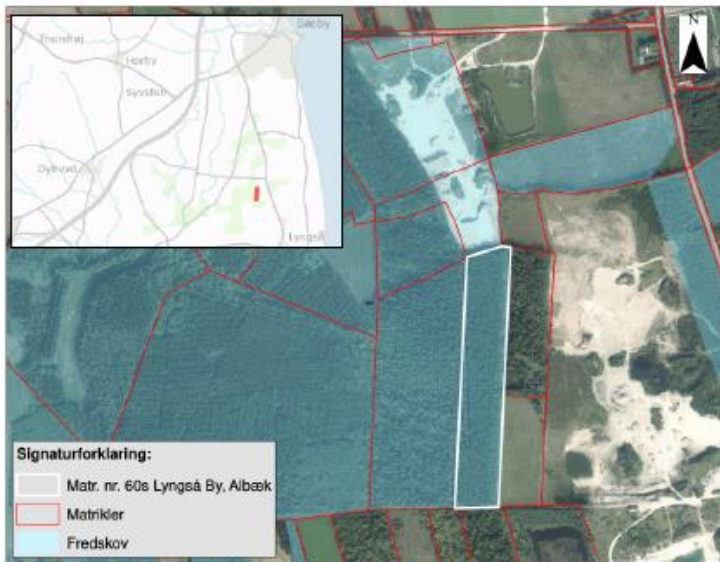 Sæby
Thorshøj
Hørby
Syvsten
Dybvad
Lyngså
N
Signaturforklaring:
Matr. nr. 60s Lyngså By, Albæk
Matrikler
Fredskov